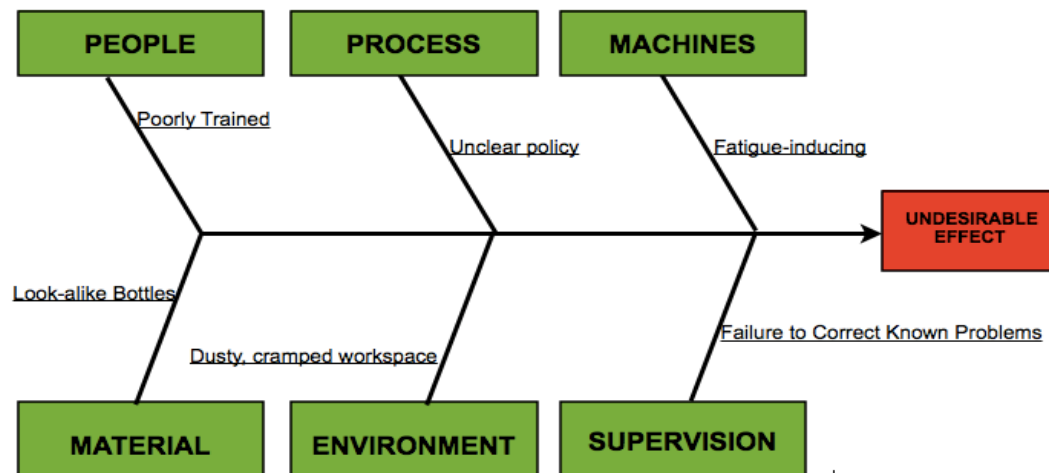 PEOPLE
PROCESS
MACHINES
Poorly Trained
Unclear policy
Fatigue-inducing
UNDESIRABLE
EFFECT
Look-alike Bottles
Dusty, cramped workspace
Failure to Correct Known Problems
MATERIAL
ENVIRONMENT
SUPERVISION